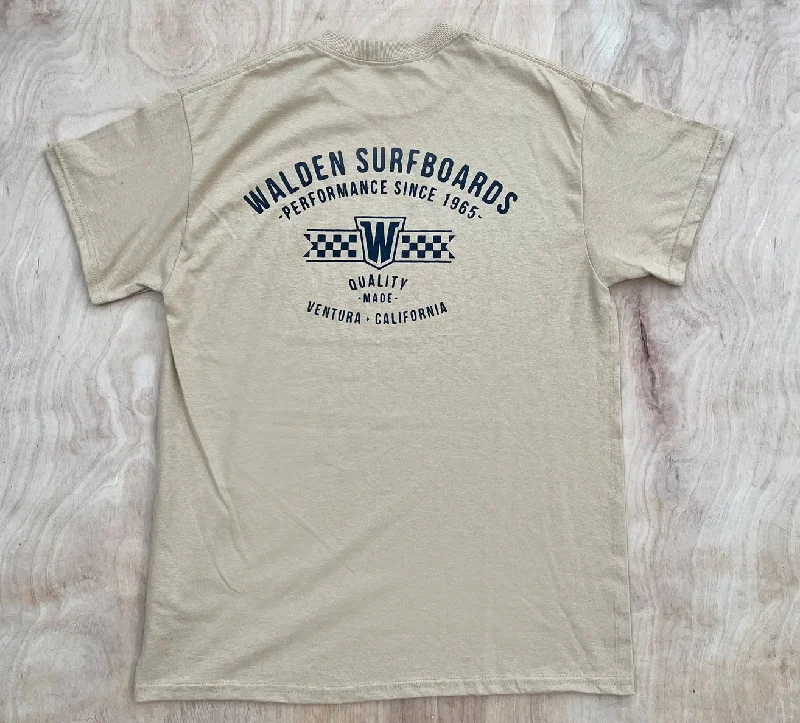 WALDEN SURFBOARDS
-PERFORMANCE SINCE 1965-
W
QUALITY
-MADE-
VENTURA • CALIFORNIA